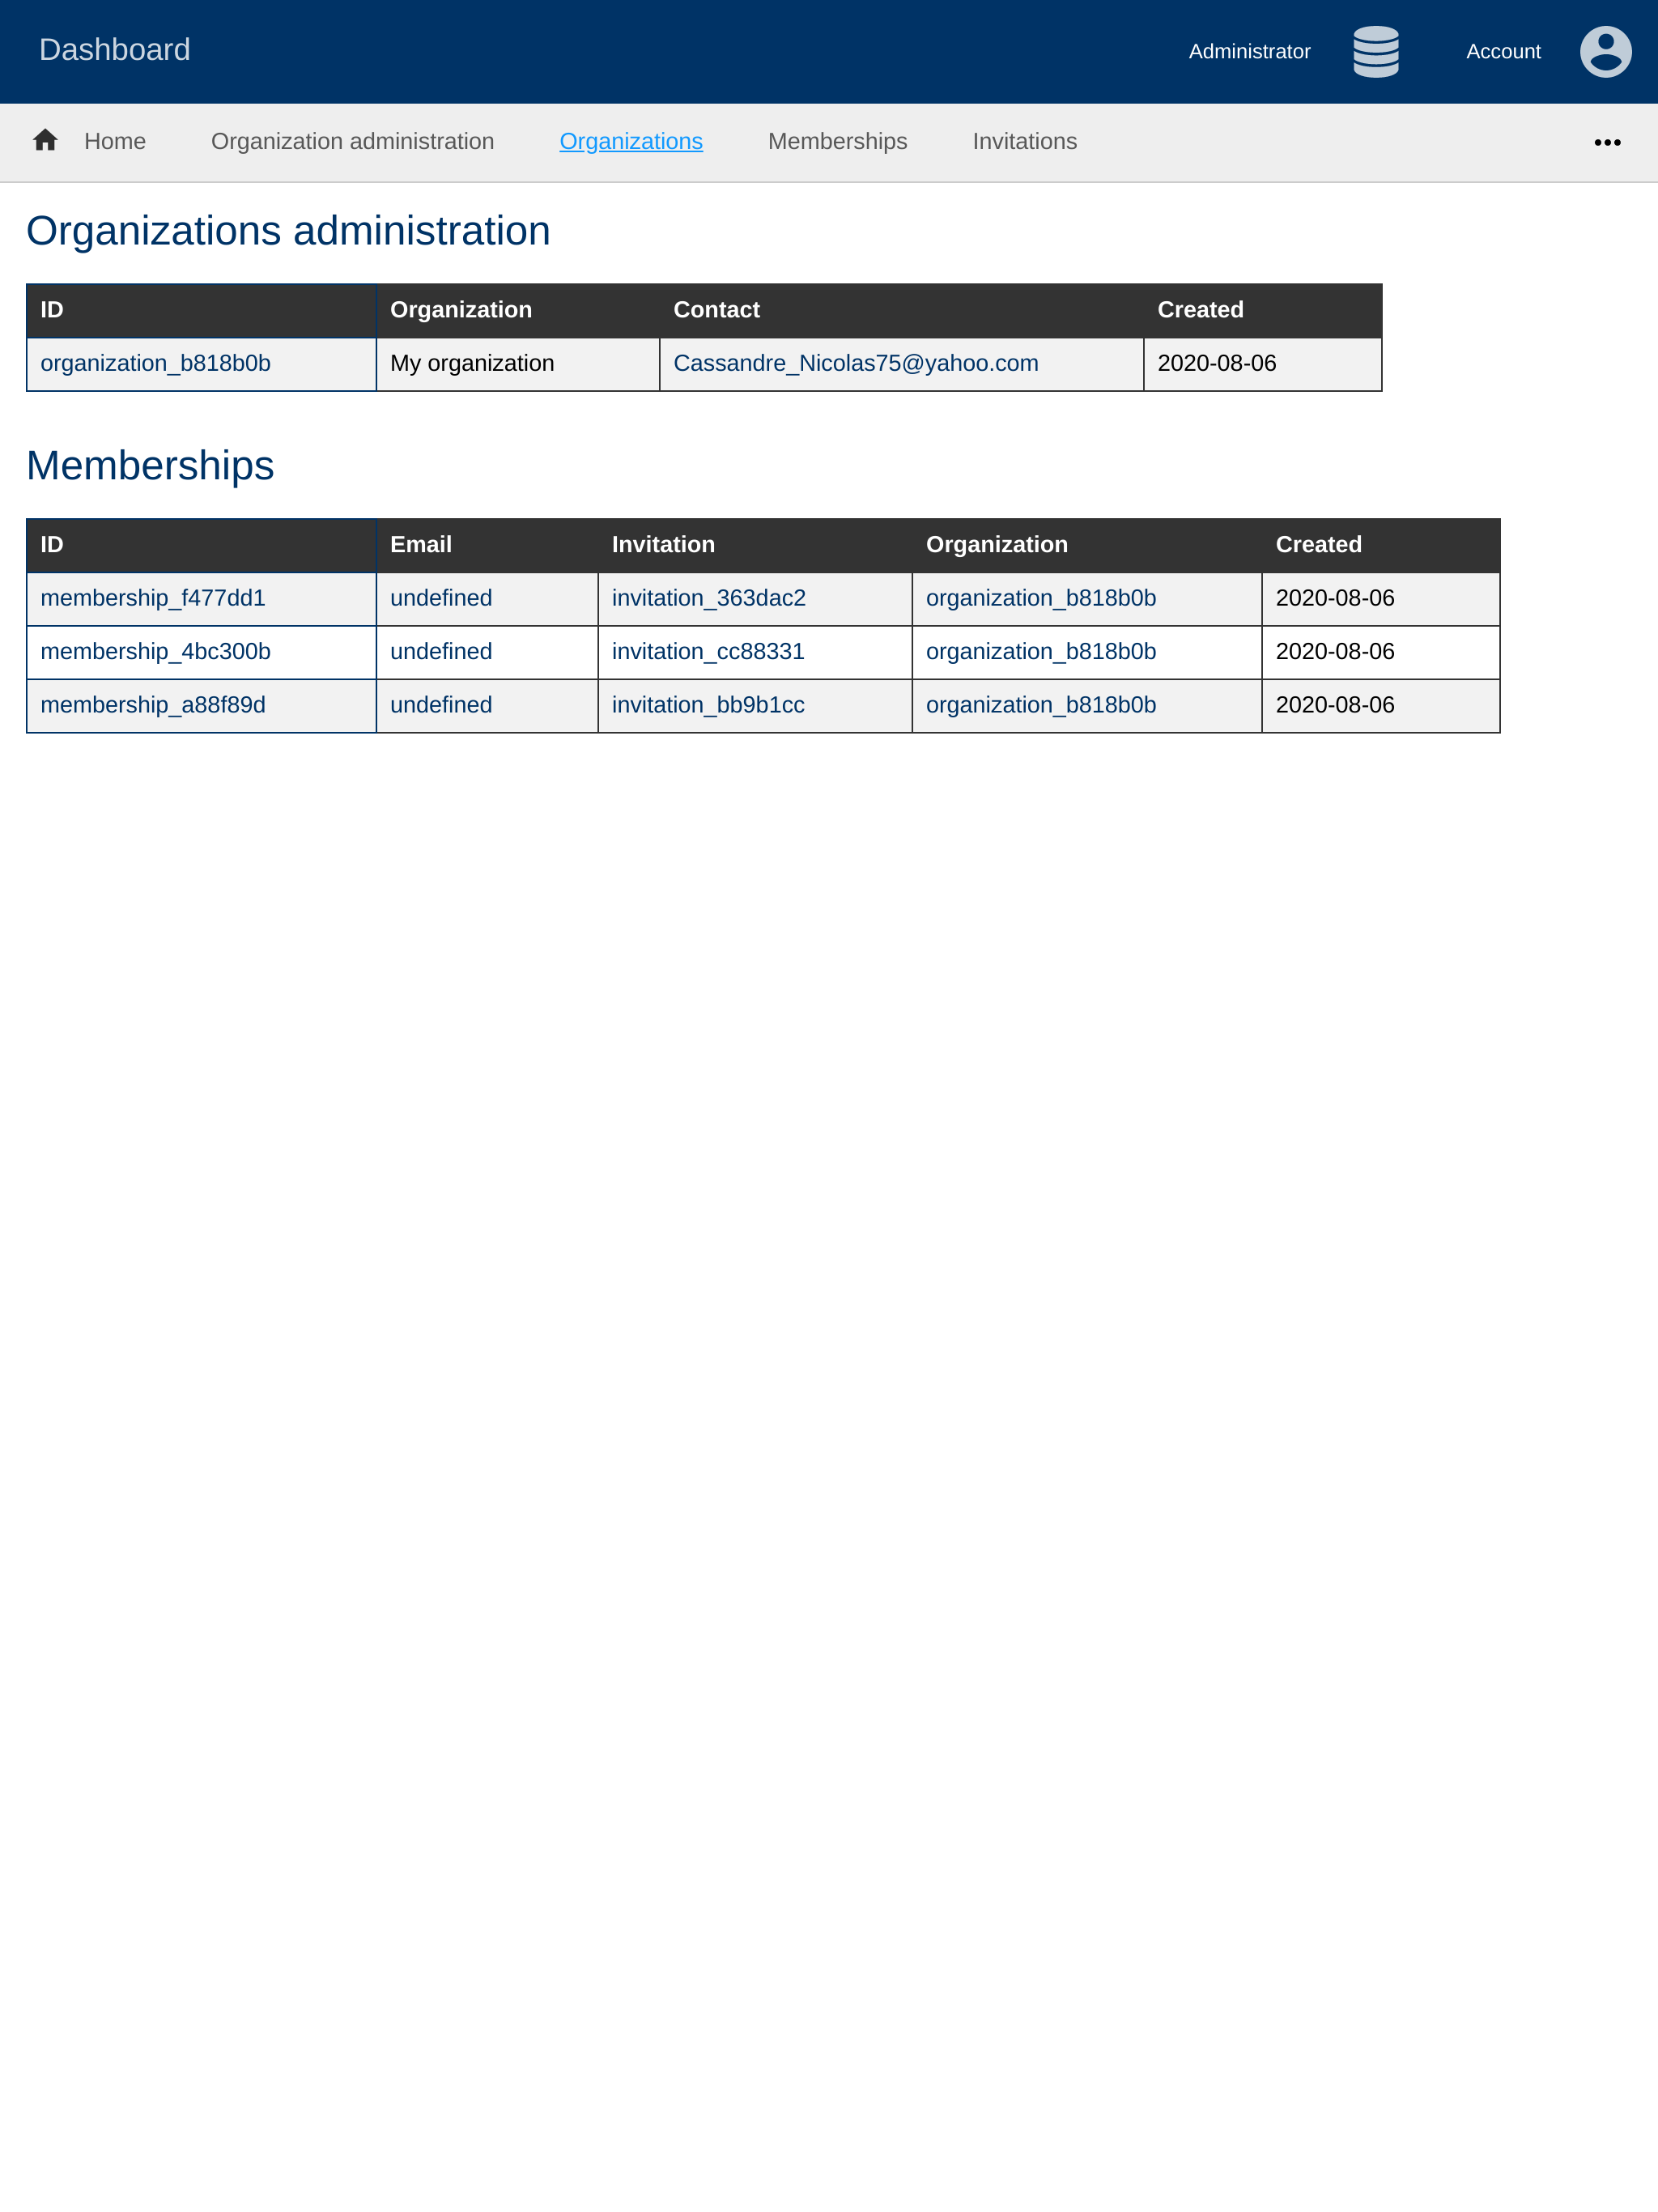 Dashboard Administrator Account
Home Organization administration Organizations Memberships Invitations
Organizations administration
ID Organization Contact Created
organization_b818b0b My organization Cassandre_Nicolas75@yahoo.com 2020-08-06
Memberships
ID Email Invitation Organization Created
membership_f477dd1 undefined invitation_363dac2 organization_b818b0b 2020-08-06
membership_4bc300b undefined invitation_cc88331 organization_b818b0b 2020-08-06
membership_a88f89d undefined invitation_bb9b1cc organization_b818b0b 2020-08-06